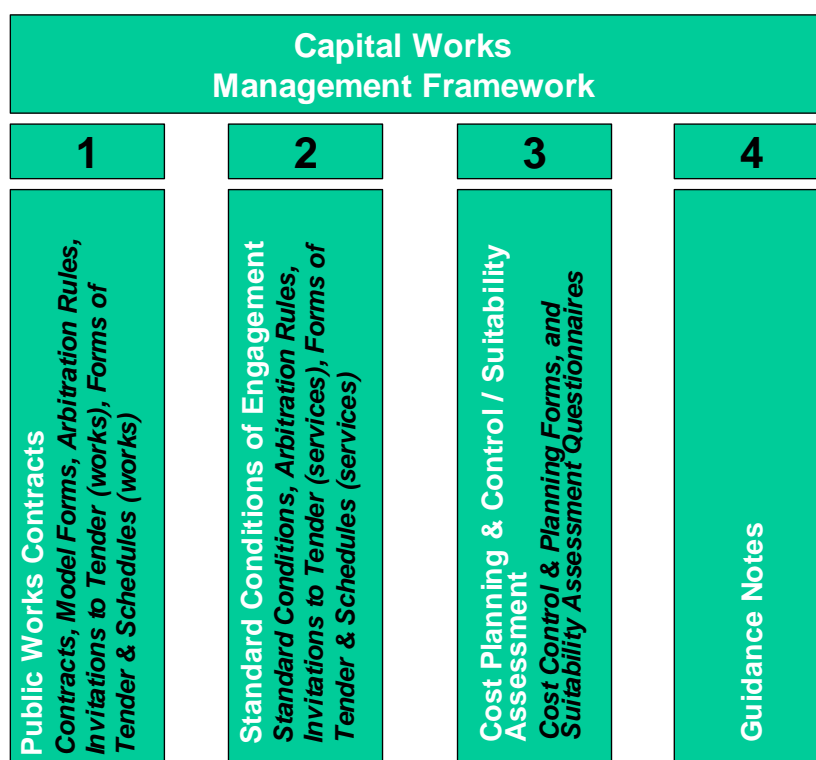 Capital Works
Management Framework
1
2
3
4
Public Works Contracts
Contracts, Model Forms, Arbitration Rules,
Invitations to Tender (works), Forms of
Tender & Schedules (works)
Standard Conditions of Engagement
Standard Conditions, Arbitration Rules,
Invitations to Tender (services), Forms of
Tender & Schedules (services)
Cost Planning & Control / Suitability
Assessment
Cost Control & Planning Forms, and
Suitability Assessment Questionnaires
Guidance Notes